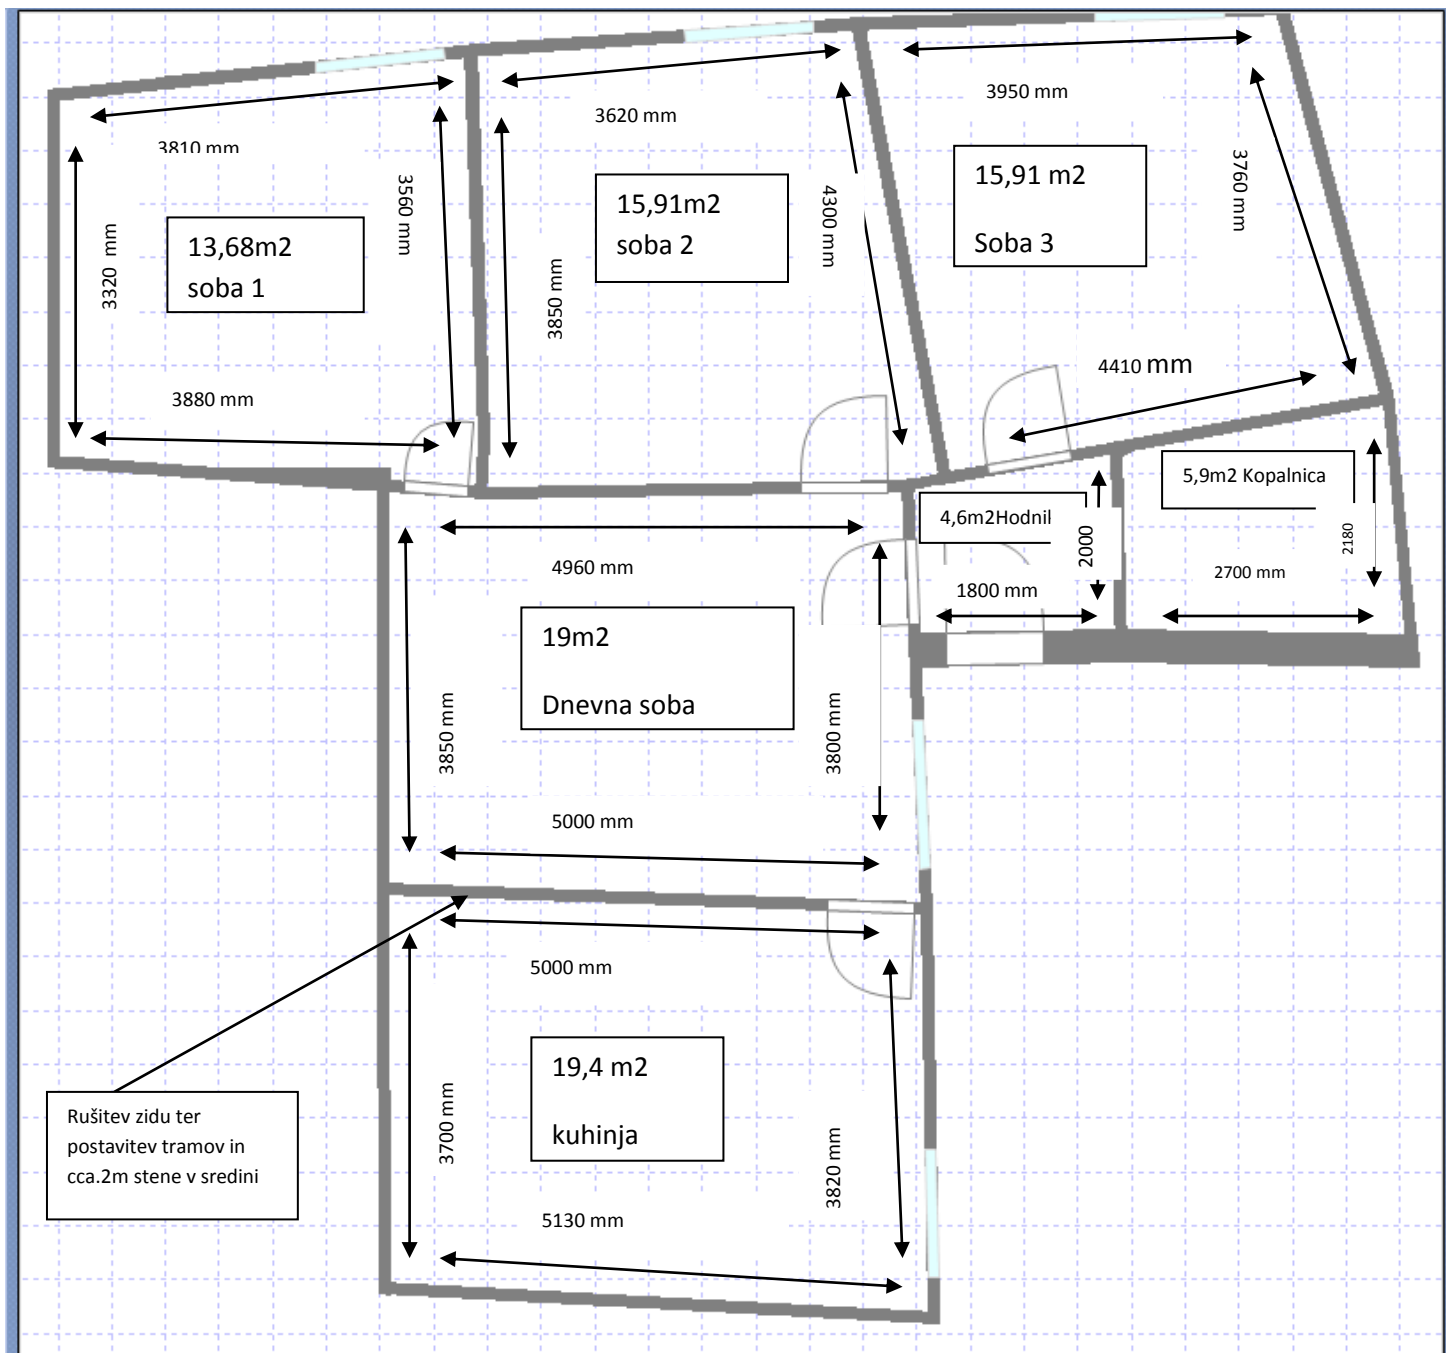 3950 mm
3620 mm
3810 mm
3560 mm
3320 mm
13,68m2
soba 1
3880 mm
15,91m2
soba 2
3850 mm
4300 mm
15,91 m2
Soba 3
3760 mm
4410 mm
5,9m2 Kopalnica
2180
2700 mm
4,6m2Hodnil
2000
1800 mm
4960 mm
19m2
Dnevna soba
3850 mm
3800 mm
5000 mm
5000 mm
19,4 m2
kuhinja
3700 mm
3820 mm
5130 mm
Rušitev zidu ter
postavitev tramov in
cca.2m stene v sredini